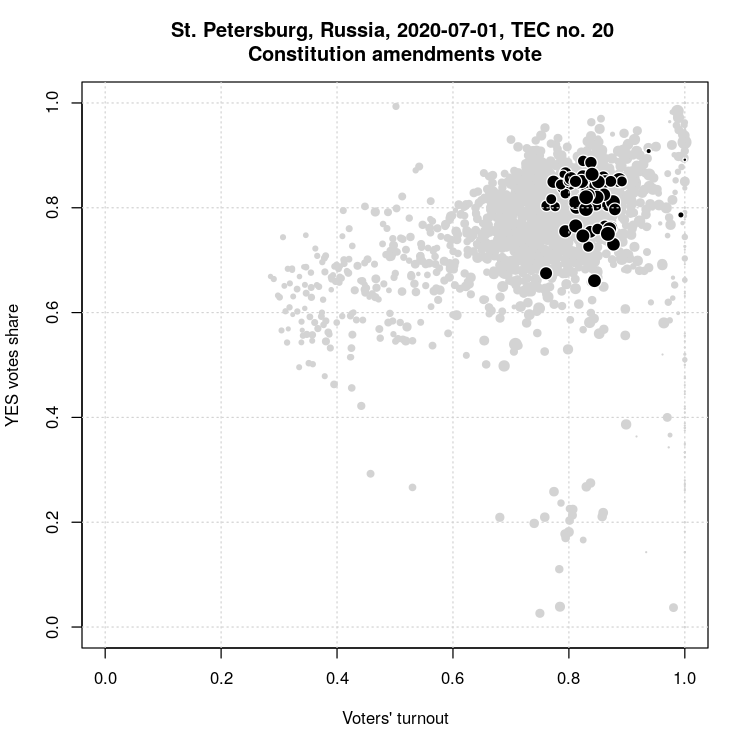 St. Petersburg, Russia, 2020-07-01, TEC no. 20
Constitution amendments vote
YES votes share
1.0
0.8
0.6
0.4
0.2
0.0
0.0 0.2 0.4 0.6 0.8 1.0
Voters' turnout